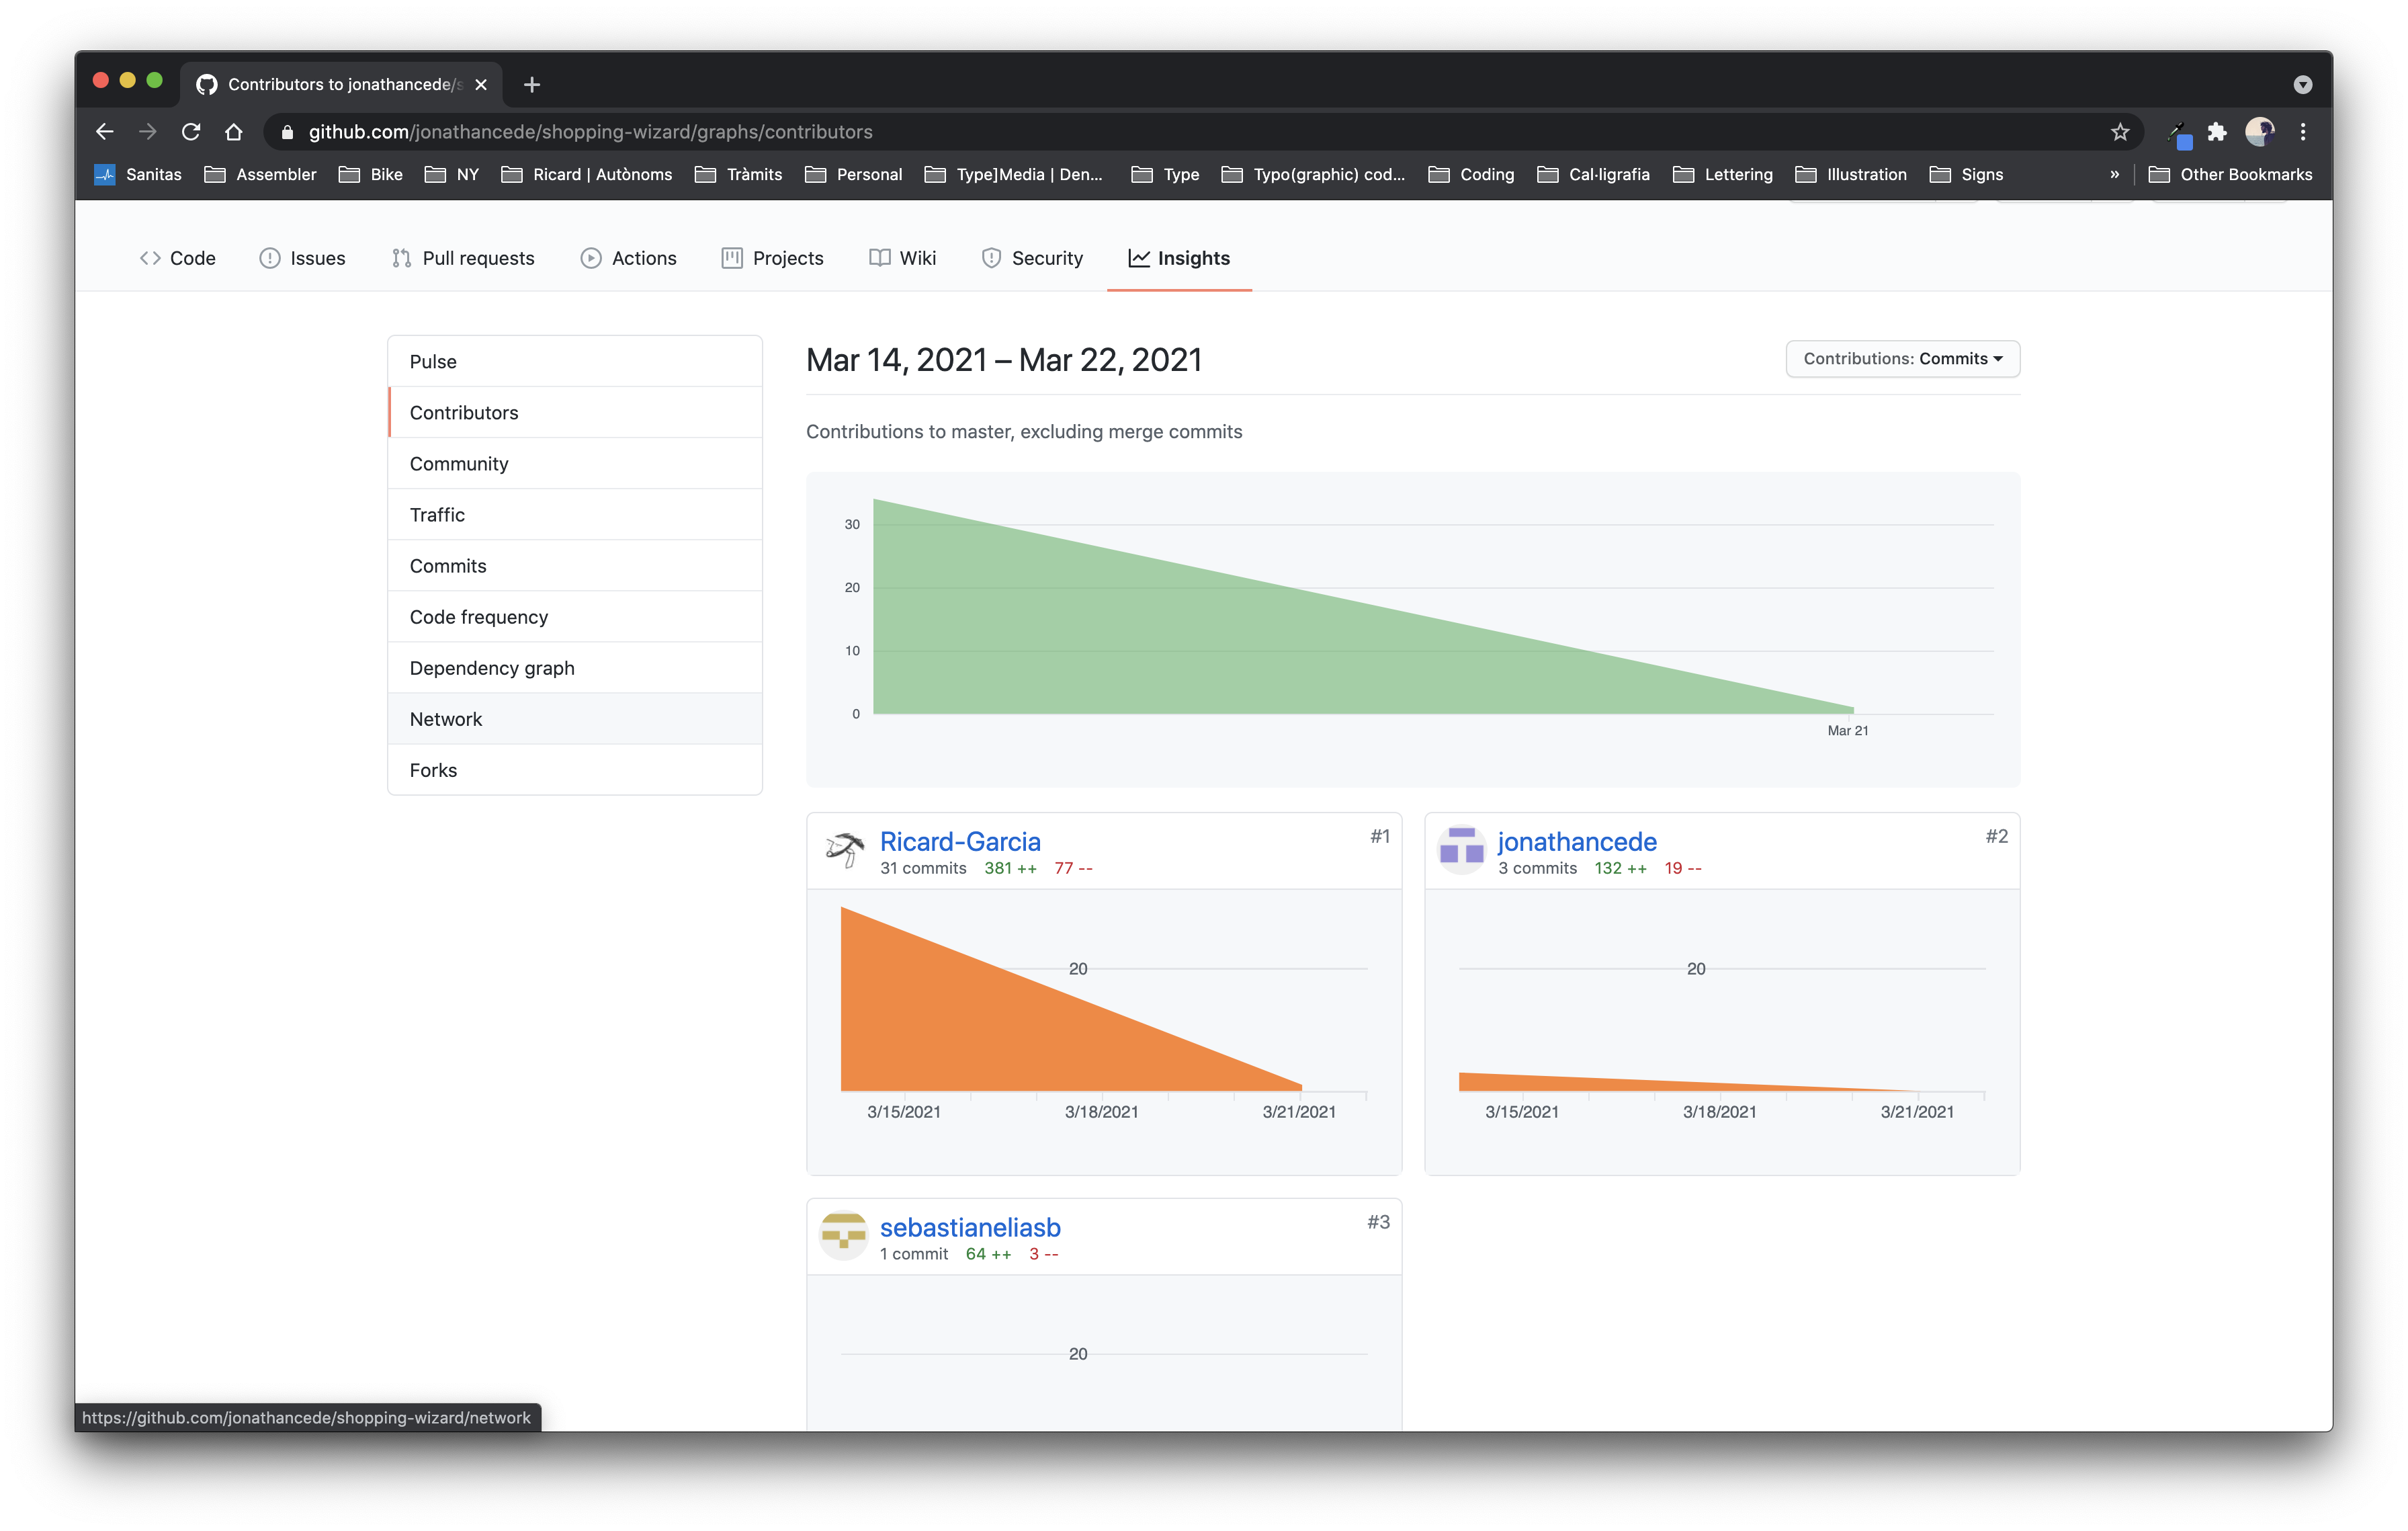 Contributors to jonathancede/s
github.com/jonathancede/shopping-wizard/graphs/contributors
Sanitas Assembler Bike NY Ricard | Autònoms Tràmits Personal Type]Media | Den... Type Typo(graphic) cod... Coding Cal·ligrafia Lettering Illustration Signs » Other Bookmarks
Code Issues Pull requests Actions Projects Wiki Security Insights
Pulse
Contributors
Community
Traffic
Commits
Code frequency
Dependency graph
Network
Forks
Mar 14, 2021 – Mar 22, 2021
Contributions: Commits
Contributions to master, excluding merge commits
30
20
10
0
Mar 21
Ricard-Garcia #1
31 commits 381 ++ 77 --
20
3/15/2021 3/18/2021 3/21/2021
jonathancede #2
3 commits 132 ++ 19 --
20
3/15/2021 3/18/2021 3/21/2021
sebastianeliasb #3
1 commit 64 ++ 3 --
20
https://github.com/jonathancede/shopping-wizard/network